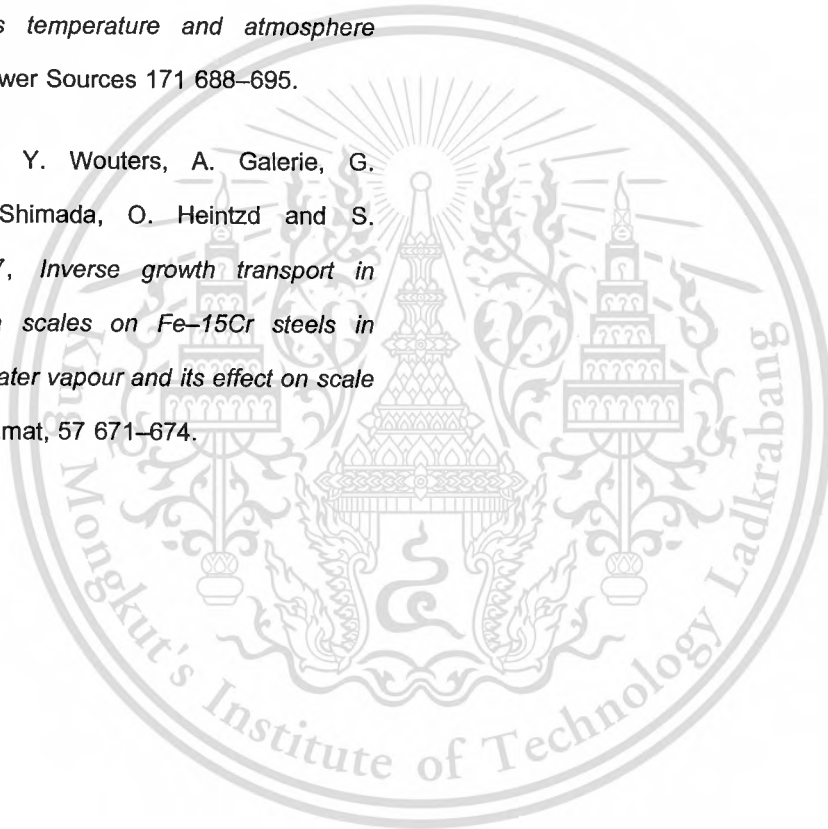 s temperature and atmosphere
wer Sources 171 688–695.
Y. Wouters, A. Galerie, G.
Shimada, O. Heintzd and S.
7, Inverse growth transport in
scales on Fe–15Cr steels in
ater vapour and its effect on scale
mat, 57 671–674.
King Mongkut's Institute of Technology Ladkrabang